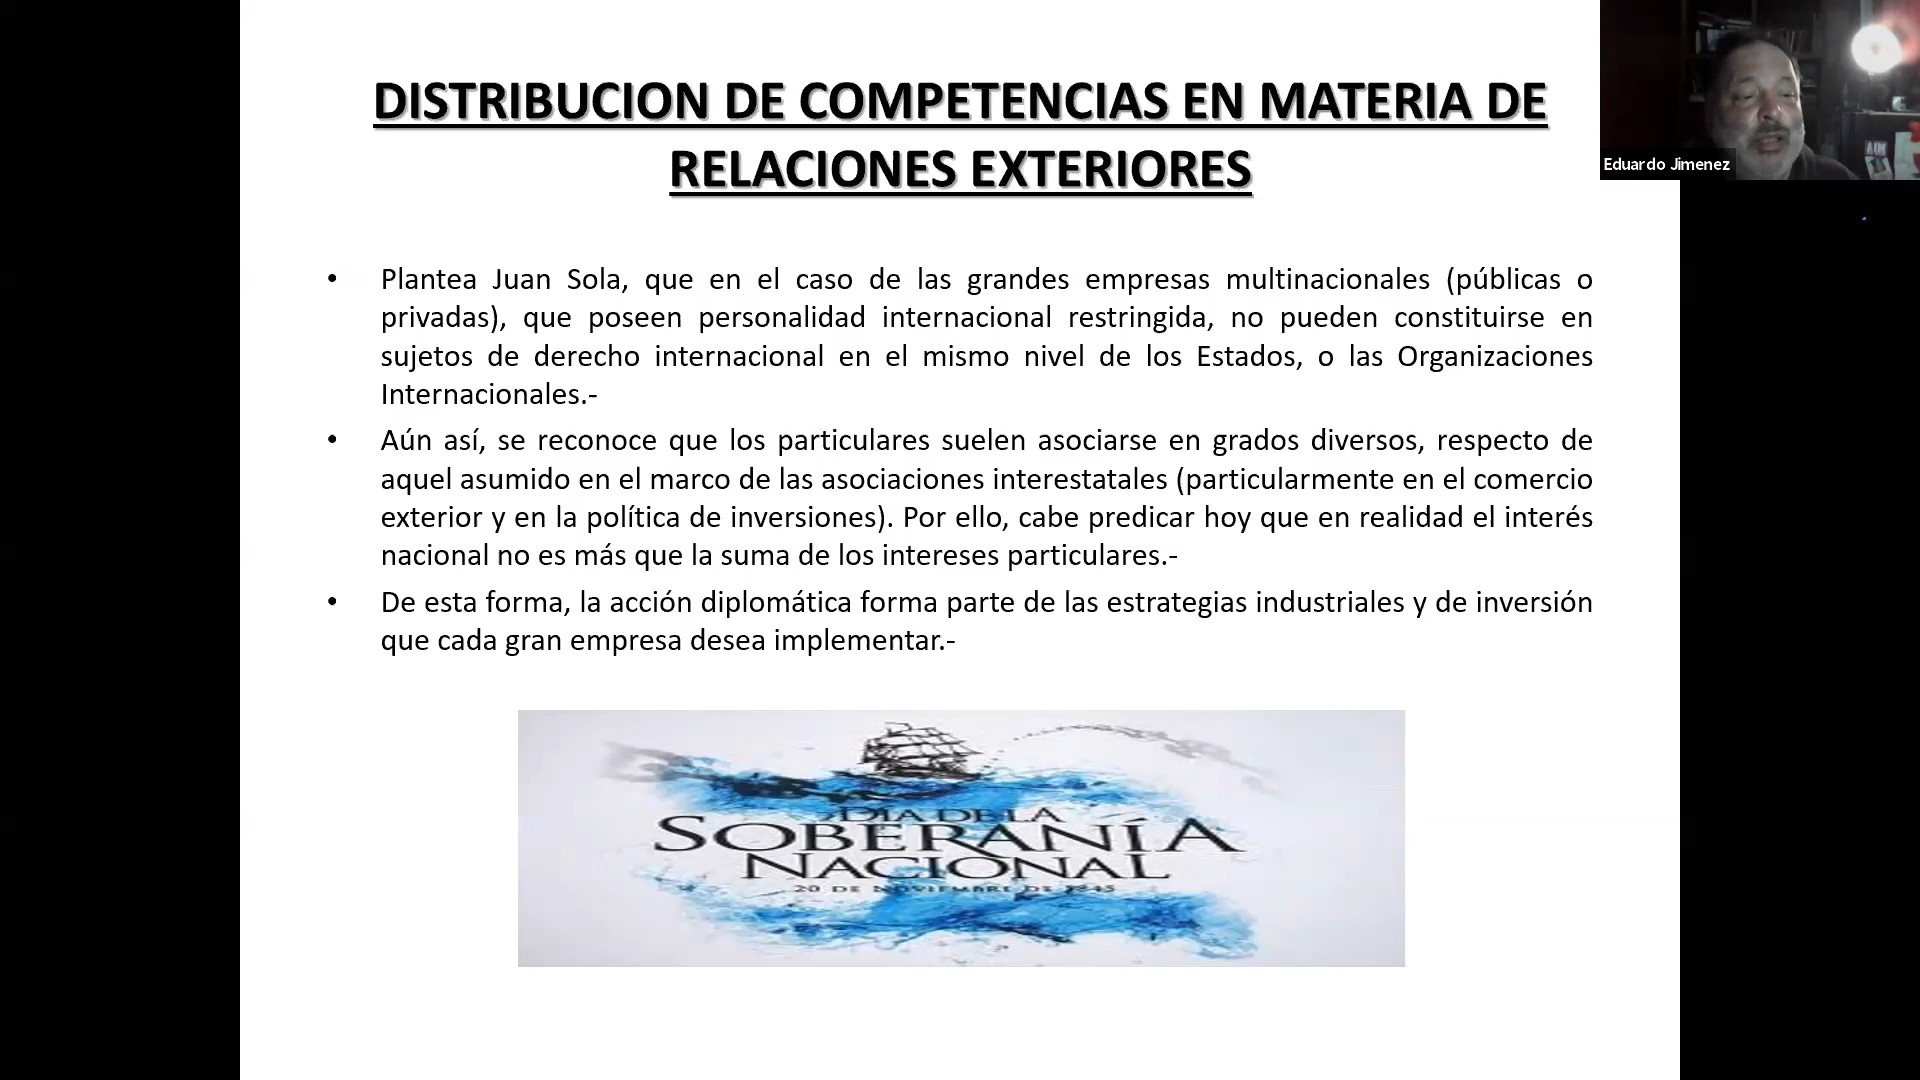 DISTRIBUCION DE COMPETENCIAS EN MATERIA DE
RELACIONES EXTERIORES
Eduardo Jimenez
AIM
• Plantea Juan Sola, que en el caso de las grandes empresas multinacionales (públicas o
privadas), que poseen personalidad internacional restringida, no pueden constituirse en
sujetos de derecho internacional en el mismo nivel de los Estados, o las Organizaciones
Internacionales.-
• Aún así, se reconoce que los particulares suelen asociarse en grados diversos, respecto de
aquel asumido en el marco de las asociaciones interestatales (particularmente en el comercio
exterior y en la política de inversiones). Por ello, cabe predicar hoy que en realidad el interés
nacional no es más que la suma de los intereses particulares.-
• De esta forma, la acción diplomática forma parte de las estrategias industriales y de inversión
que cada gran empresa desea implementar.-
DIA DE LA
SOBERANÍA
NACIONAL
20 DE NOVIEMBRE DE 1845